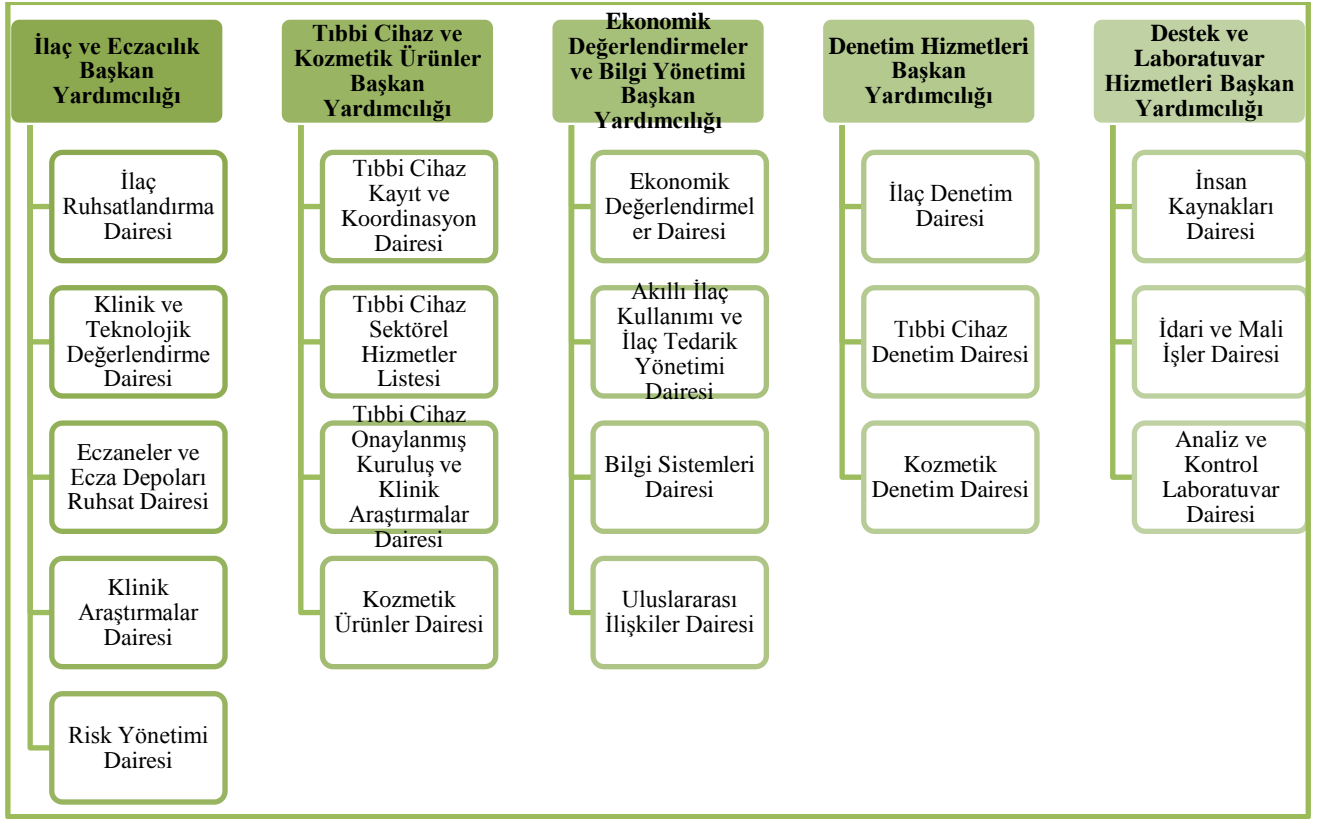 İlaç ve Eczacılık
Başkan
Yardımcılığı
İlaç
Ruhsatlandırma
Dairesi
Klinik ve
Teknolojik
Değerlendirme
Dairesi
Eczaneler ve
Ecza Depoları
Ruhsat Dairesi
Klinik
Araştırmalar
Dairesi
Risk Yönetimi
Dairesi
Tıbbi Cihaz ve
Kozmetik Ürünler
Başkan
Yardımcılığı
Tıbbi Cihaz
Kayıt ve
Koordinasyon
Dairesi
Tıbbi Cihaz
Sektörel
Hizmetler
Listesi
Tıbbi Cihaz
Onaylanmış
Kuruluş ve
Klinik
Araştırmalar
Dairesi
Kozmetik
Ürünler Dairesi
Ekonomik
Değerlendirmeler
ve Bilgi Yönetimi
Başkan
Yardımcılığı
Ekonomik
Değerlendirmel
er Dairesi
Akıllı İlaç
Kullanımı ve
İlaç Tedarik
Yönetimi
Dairesi
Bilgi Sistemleri
Dairesi
Uluslararası
İlişkiler Dairesi
Denetim Hizmetleri
Başkan
Yardımcılığı
İlaç Denetim
Dairesi
Tıbbi Cihaz
Denetim Dairesi
Kozmetik
Denetim Dairesi
Destek ve
Laboratuvar
Hizmetleri Başkan
Yardımcılığı
İnsan
Kaynakları
Dairesi
İdari ve Mali
İşler Dairesi
Analiz ve
Kontrol
Laboratuvar
Dairesi